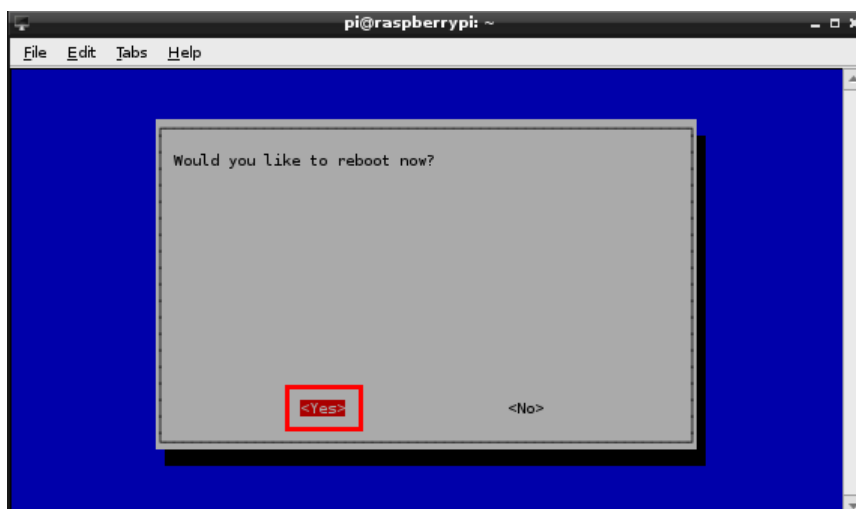 pi@raspberrypi: ~
File Edit Tabs Help
Would you like to reboot now?
<Yes> <No>